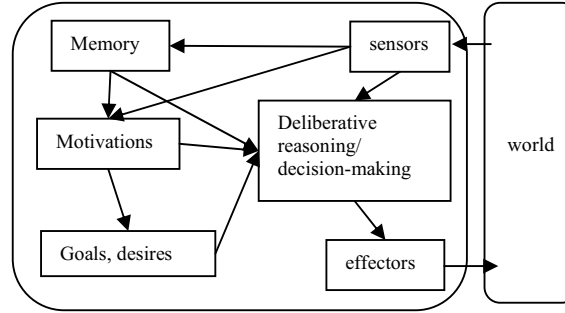 Memory
sensors
Motivations
Deliberative
reasoning/
decision-making
world
Goals, desires
effectors